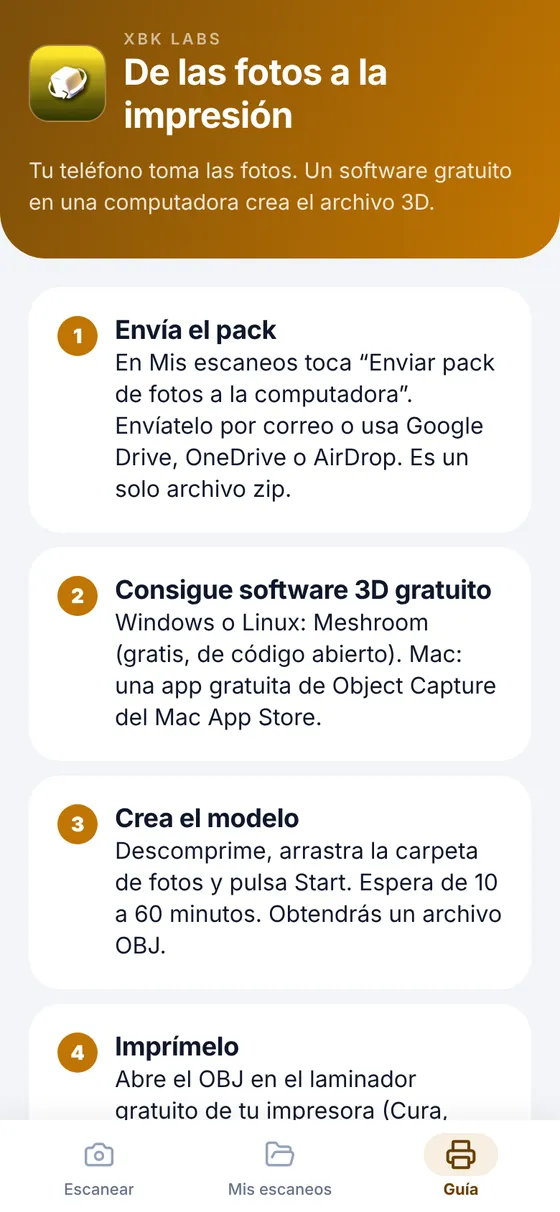 XBK LABS
De las fotos a la
impresión
Tu teléfono toma las fotos. Un software gratuito
en una computadora crea el archivo 3D.
1
Envía el pack
En Mis escaneos toca “Enviar pack
de fotos a la computadora”.
Envíatelo por correo o usa Google
Drive, OneDrive o AirDrop. Es un
solo archivo zip.
2
Consigue software 3D gratuito
Windows o Linux: Meshroom
(gratis, de código abierto). Mac:
una app gratuita de Object Capture
del Mac App Store.
3
Crea el modelo
Descomprime, arrastra la carpeta
de fotos y pulsa Start. Espera de 10
a 60 minutos. Obtendrás un archivo
OBJ.
4
Imprímelo
Abre el OBJ en el laminador
gratuito de tu impresora (Cura,
Escanear
Mis escaneos
Guía